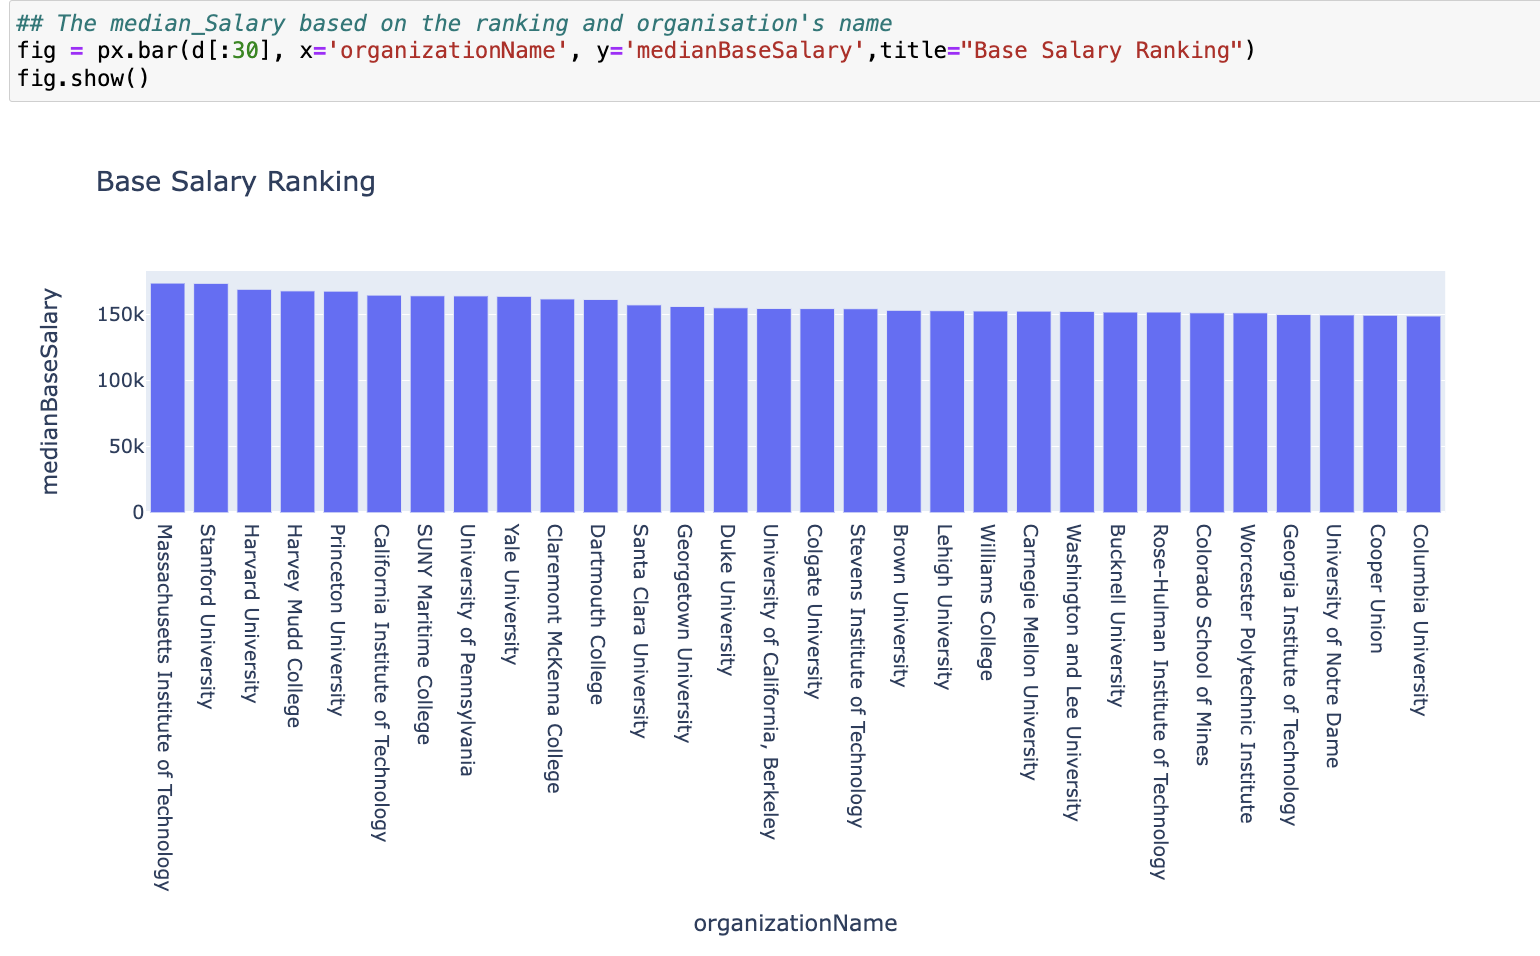 ## The median_Salary based on the ranking and organisation's name
fig = px.bar(d[:30], x='organizationName', y='medianBaseSalary',title="Base Salary Ranking")
fig.show()
Base Salary Ranking
medianBaseSalary
150k
100k
50k
0
Massachusetts Institute of Technology
Stanford University
Harvard University
Harvey Mudd College
Princeton University
California Institute of Technology
SUNY Maritime College
University of Pennsylvania
Yale University
Claremont McKenna College
Dartmouth College
Santa Clara University
Georgetown University
Duke University
University of California, Berkeley
Colgate University
Stevens Institute of Technology
Brown University
Lehigh University
Williams College
Carnegie Mellon University
Washington and Lee University
Bucknell University
Rose-Hulman Institute of Technology
Colorado School of Mines
Worcester Polytechnic Institute
Georgia Institute of Technology
University of Notre Dame
Cooper Union
Columbia University
organizationName